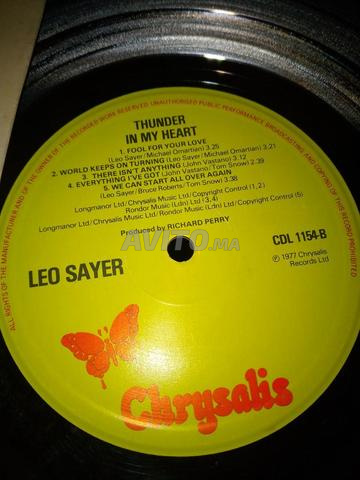 ALL RIGHTS OF THE MANUFACTURER AND OF THE OWNER OF THE RECORDED WORK RESERVED. UNAUTHORISED PUBLIC PERFORMANCE BROADCASTING AND COPYING OF THIS RECORD PROHIBITED
THUNDER
IN MY HEART
1. FOOL FOR YOUR LOVE
(Leo Sayer/Michael Omartian) 3.25
2. WORLD KEEPS ON TURNING (Leo Sayer/Michael Omartian) 3.21
3. THERE ISN'T ANYTHING (John Vastano) 3.12
4. EVERYTHING I'VE GOT (John Vastano/Tom Snow) 3.39
5. WE CAN START ALL OVER AGAIN
(Leo Sayer/Bruce Roberts/Tom Snow) 3.38
Longmanor Ltd/Chrysalis Music Ltd/Copyright Control (1,2)
Rondor Music (Ldn) Ltd (3,4)
Longmanor Ltd/Chrysalis Music Ltd/Rondor Music (Ldn) Ltd/Copyright Control (5)
Produced by RICHARD PERRY
AVITO.ma
LEO SAYER
CDL 1154-B
℗ 1977 Chrysalis
Records Ltd
Chrysalis